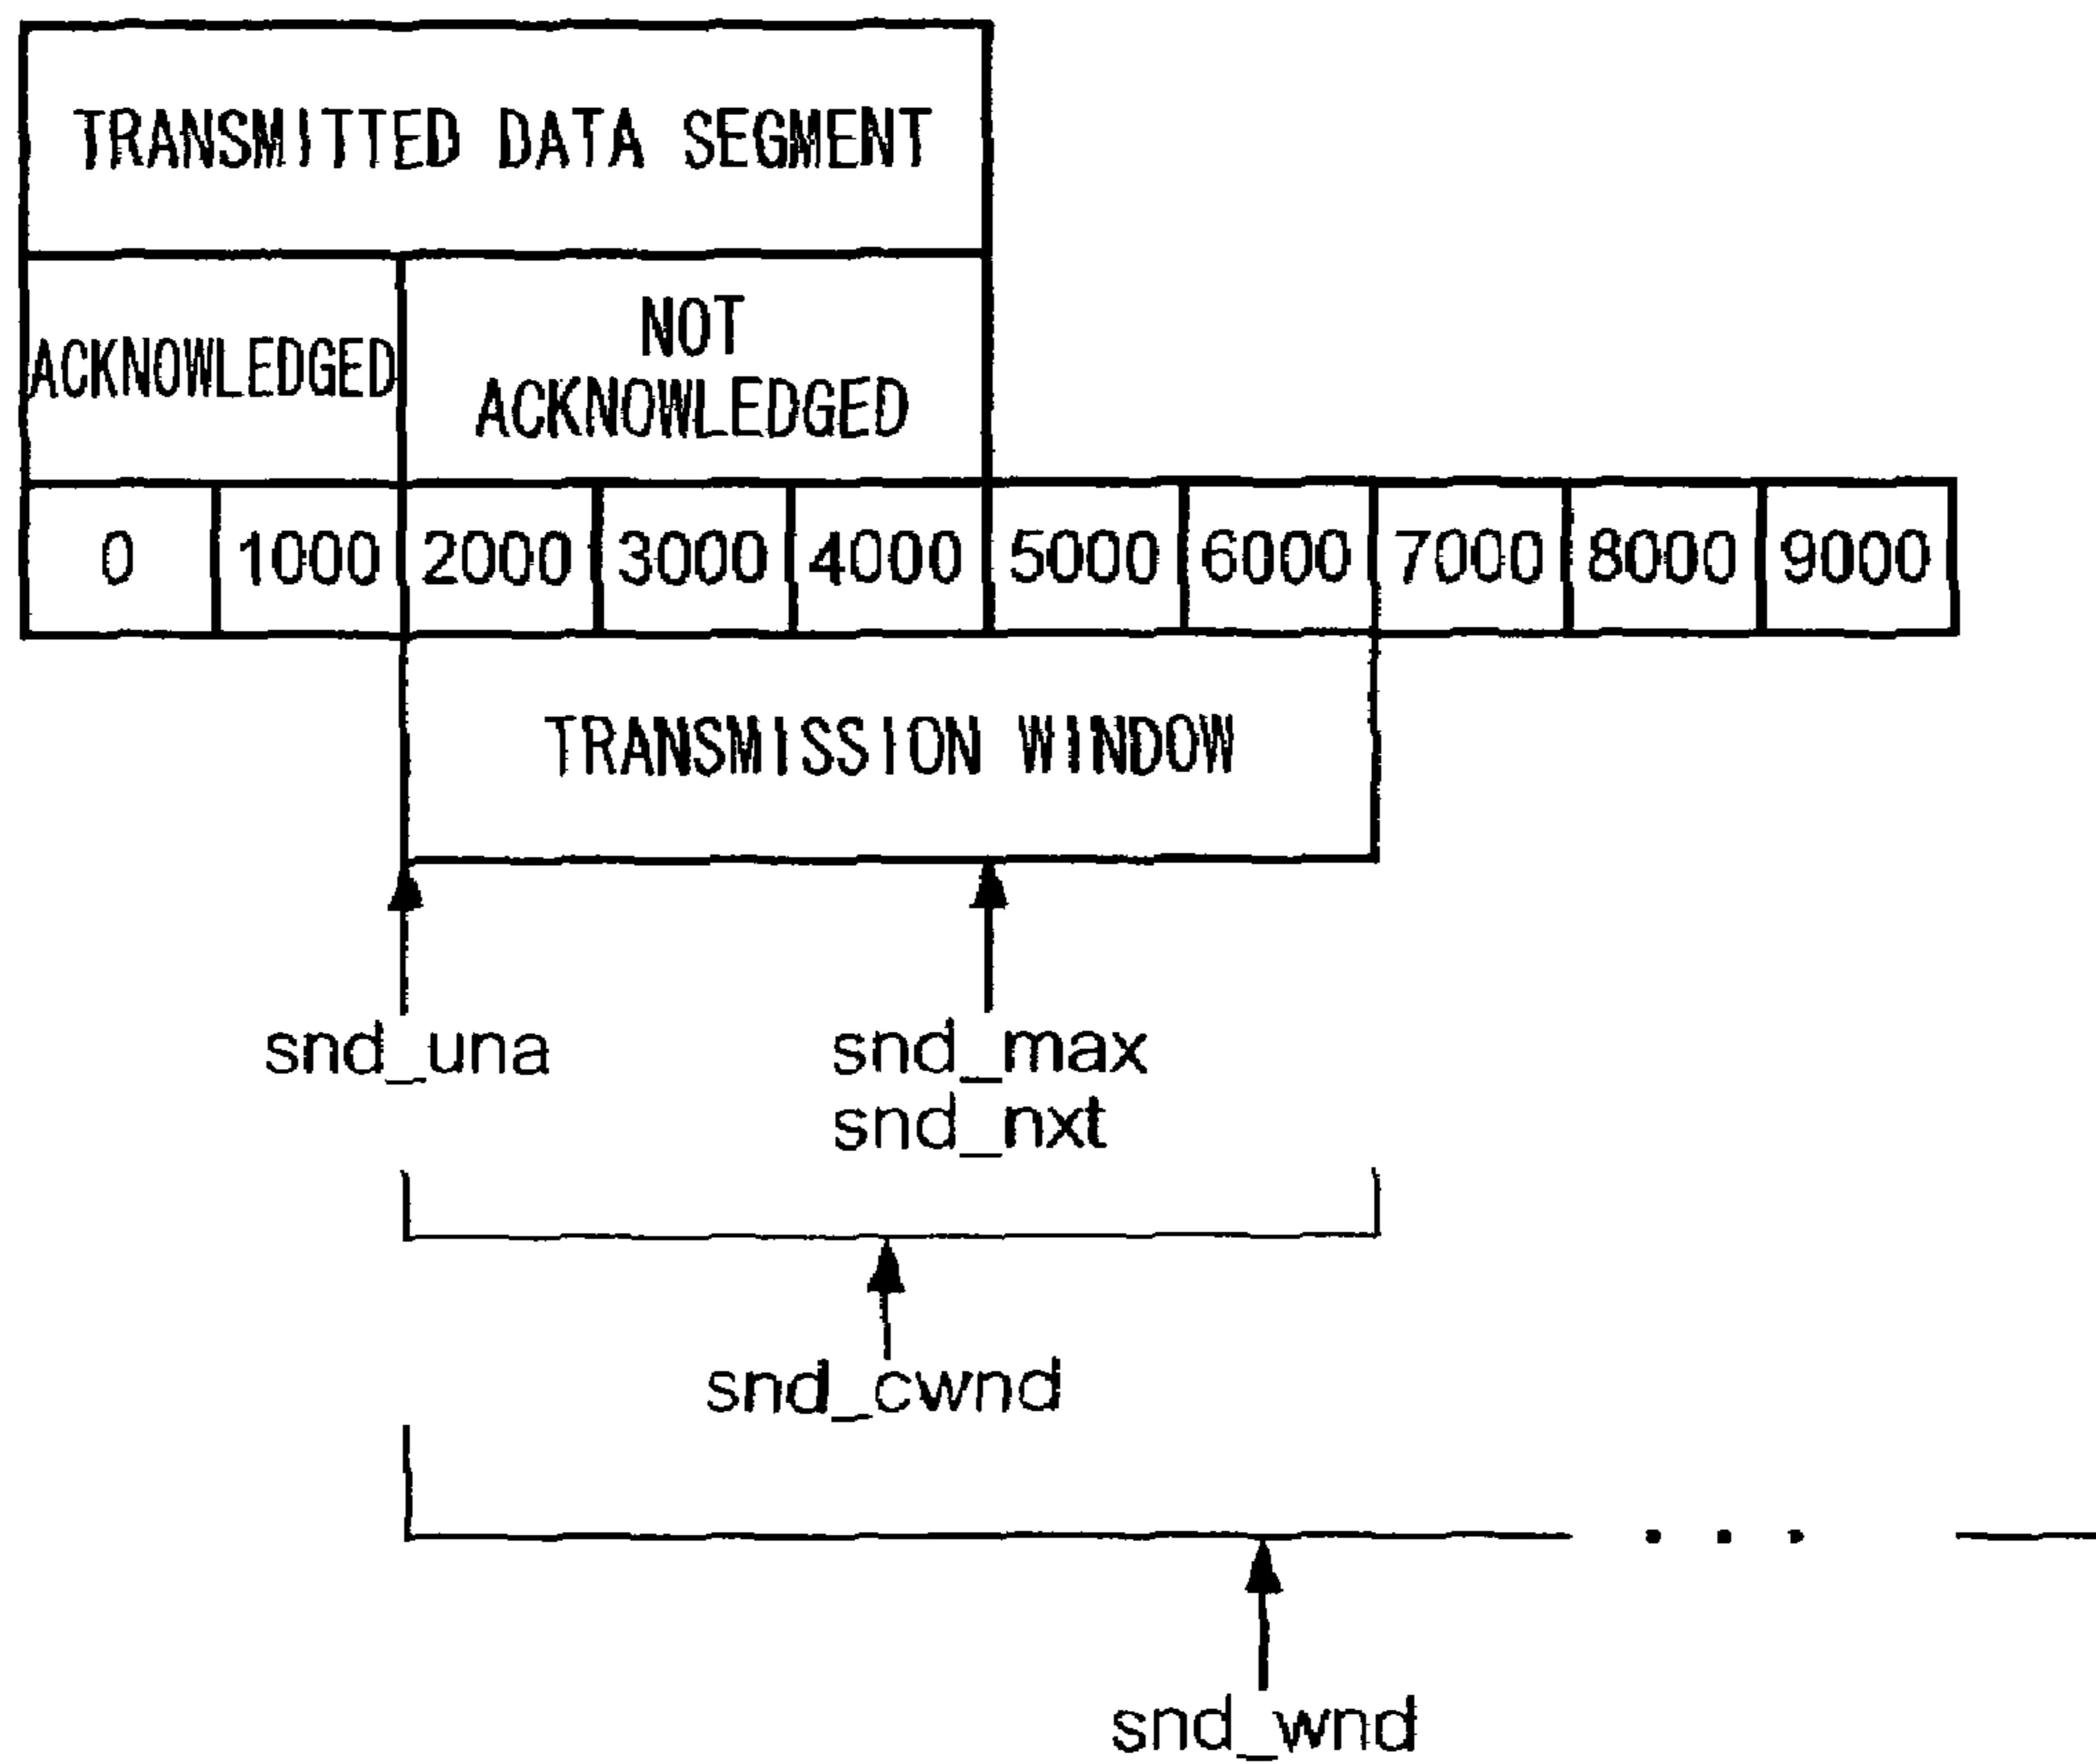 TRANSMITTED DATA SEGMENT
ACKNOWLEDGED
NOT
ACKNOWLEDGED
0 1000 2000 3000 4000 5000 6000 7000 8000 9000
TRANSMISSION WINDOW
snd_una
snd_max
snd_nxt
snd_cwnd
. . .
snd_wnd